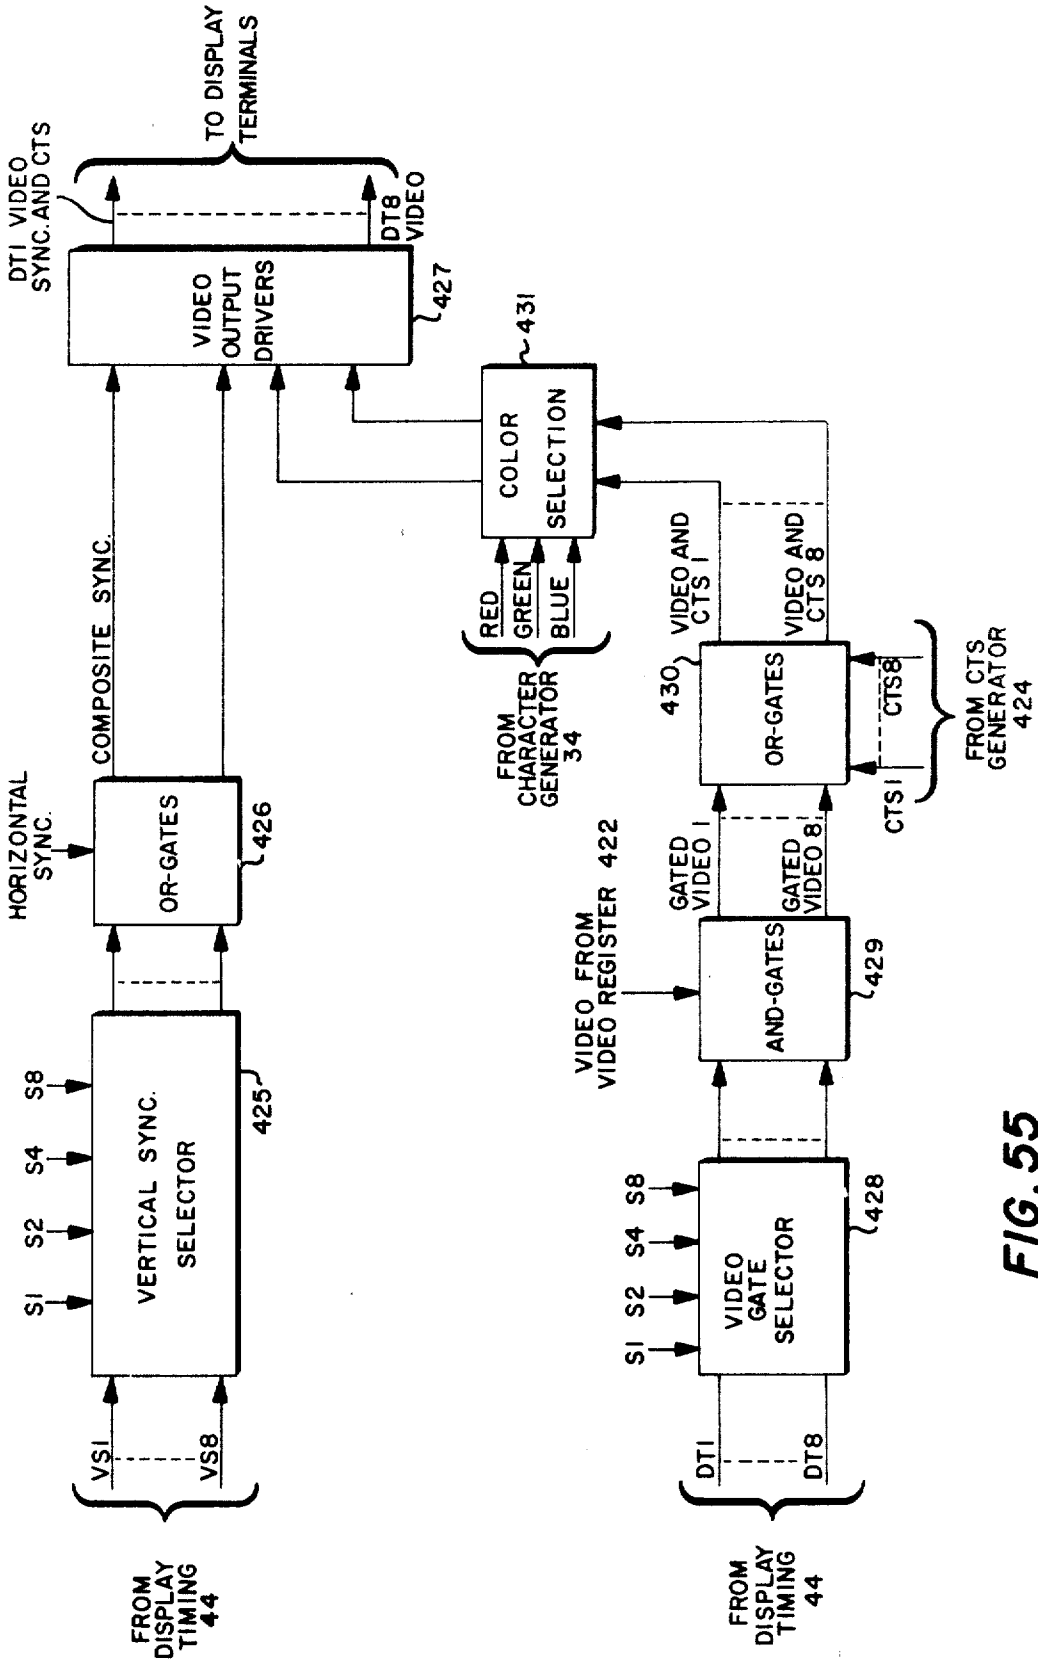 FROM
DISPLAY
TIMING
44
VS1
VS8
S1
S2
S4
S8
VERTICAL SYNC.
SELECTOR
425
HORIZONTAL
SYNC.
OR-GATES
426
COMPOSITE SYNC.
VIDEO
OUTPUT
DRIVERS
427
DT1 VIDEO
SYNC. AND CTS
DT8
VIDEO
TO DISPLAY
TERMINALS
FROM
CHARACTER
GENERATOR
34
RED
GREEN
BLUE
COLOR
SELECTION
431
FROM
DISPLAY
TIMING
44
DT1
DT8
S1
S2
S4
S8
VIDEO
GATE
SELECTOR
428
VIDEO FROM
VIDEO REGISTER 422
AND-GATES
429
GATED
VIDEO 1
GATED
VIDEO 8
430
OR-GATES
CTS1
CTS8
FROM CTS
GENERATOR
424
VIDEO AND
CTS 1
VIDEO AND
CTS 8
FIG. 55